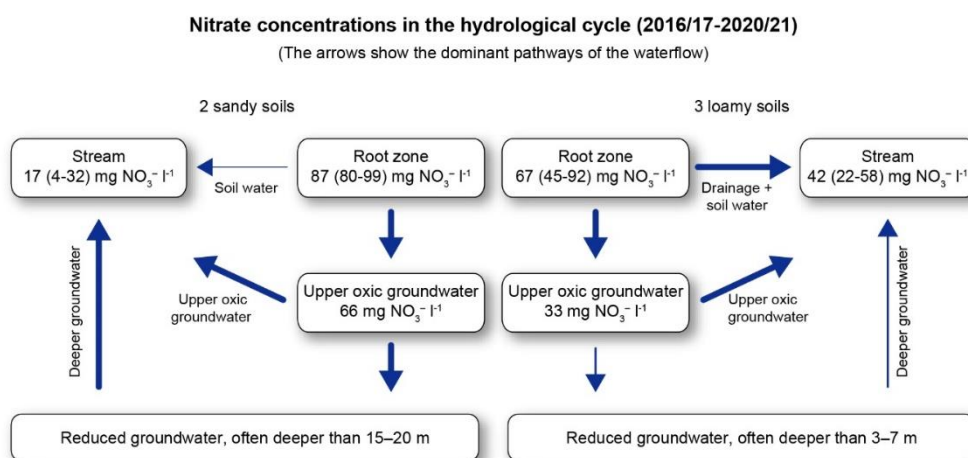 Nitrate concentrations in the hydrological cycle (2016/17-2020/21)
(The arrows show the dominant pathways of the waterflow)
2 sandy soils
3 loamy soils
Stream
17 (4-32) mg NO₃⁻ l⁻¹
Soil water
Root zone
87 (80-99) mg NO₃⁻ l⁻¹
Root zone
67 (45-92) mg NO₃⁻ l⁻¹
Drainage +
soil water
Stream
42 (22-58) mg NO₃⁻ l⁻¹
Deeper groundwater
Upper oxic
groundwater
Upper oxic groundwater
66 mg NO₃⁻ l⁻¹
Upper oxic groundwater
33 mg NO₃⁻ l⁻¹
Upper oxic
groundwater
Deeper groundwater
Reduced groundwater, often deeper than 15–20 m
Reduced groundwater, often deeper than 3–7 m